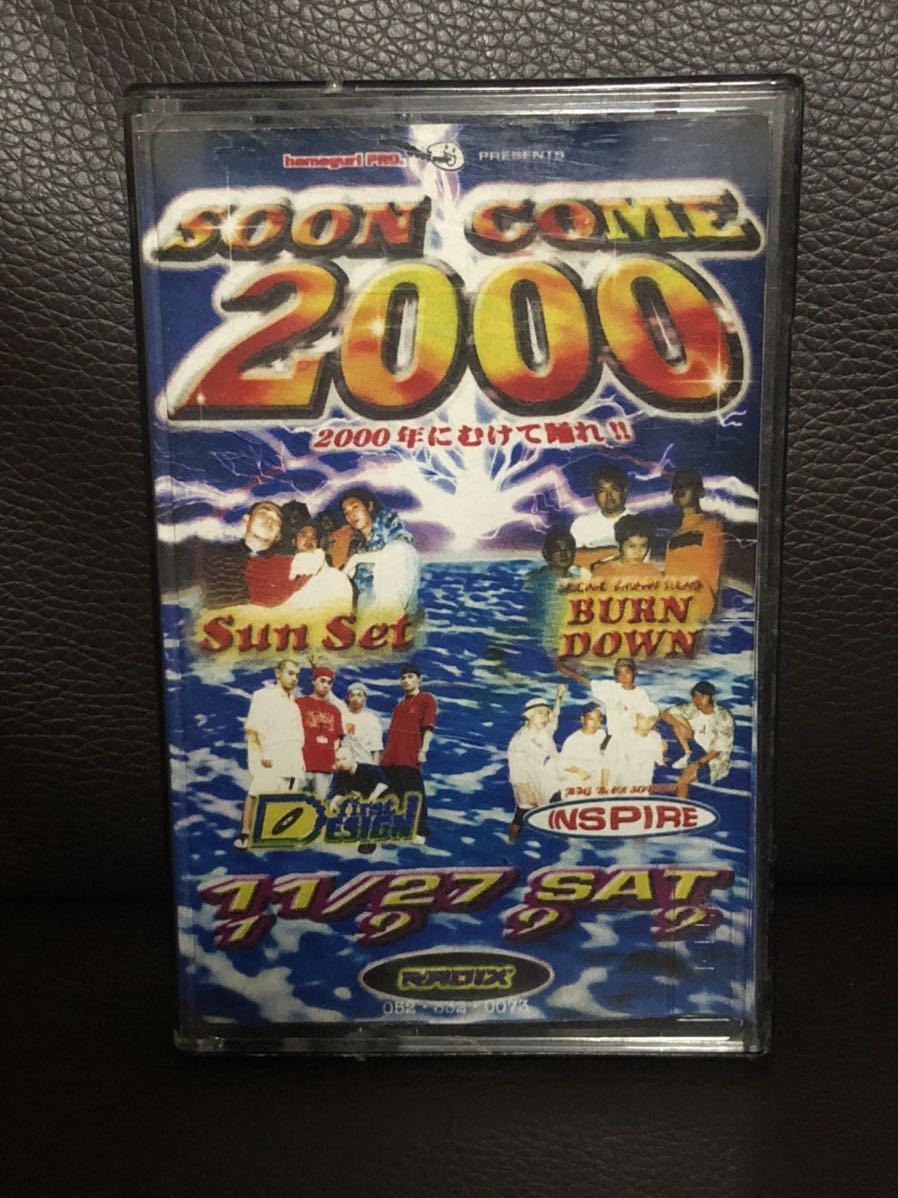 hamaguri PRO. PRESENTS
SOON COME
2000
2000年にむけて踊れ!!
Sun Set
BURN
DOWN
DESIGN
INSPIRE
11/27 SAT
1999
RADIX
0073